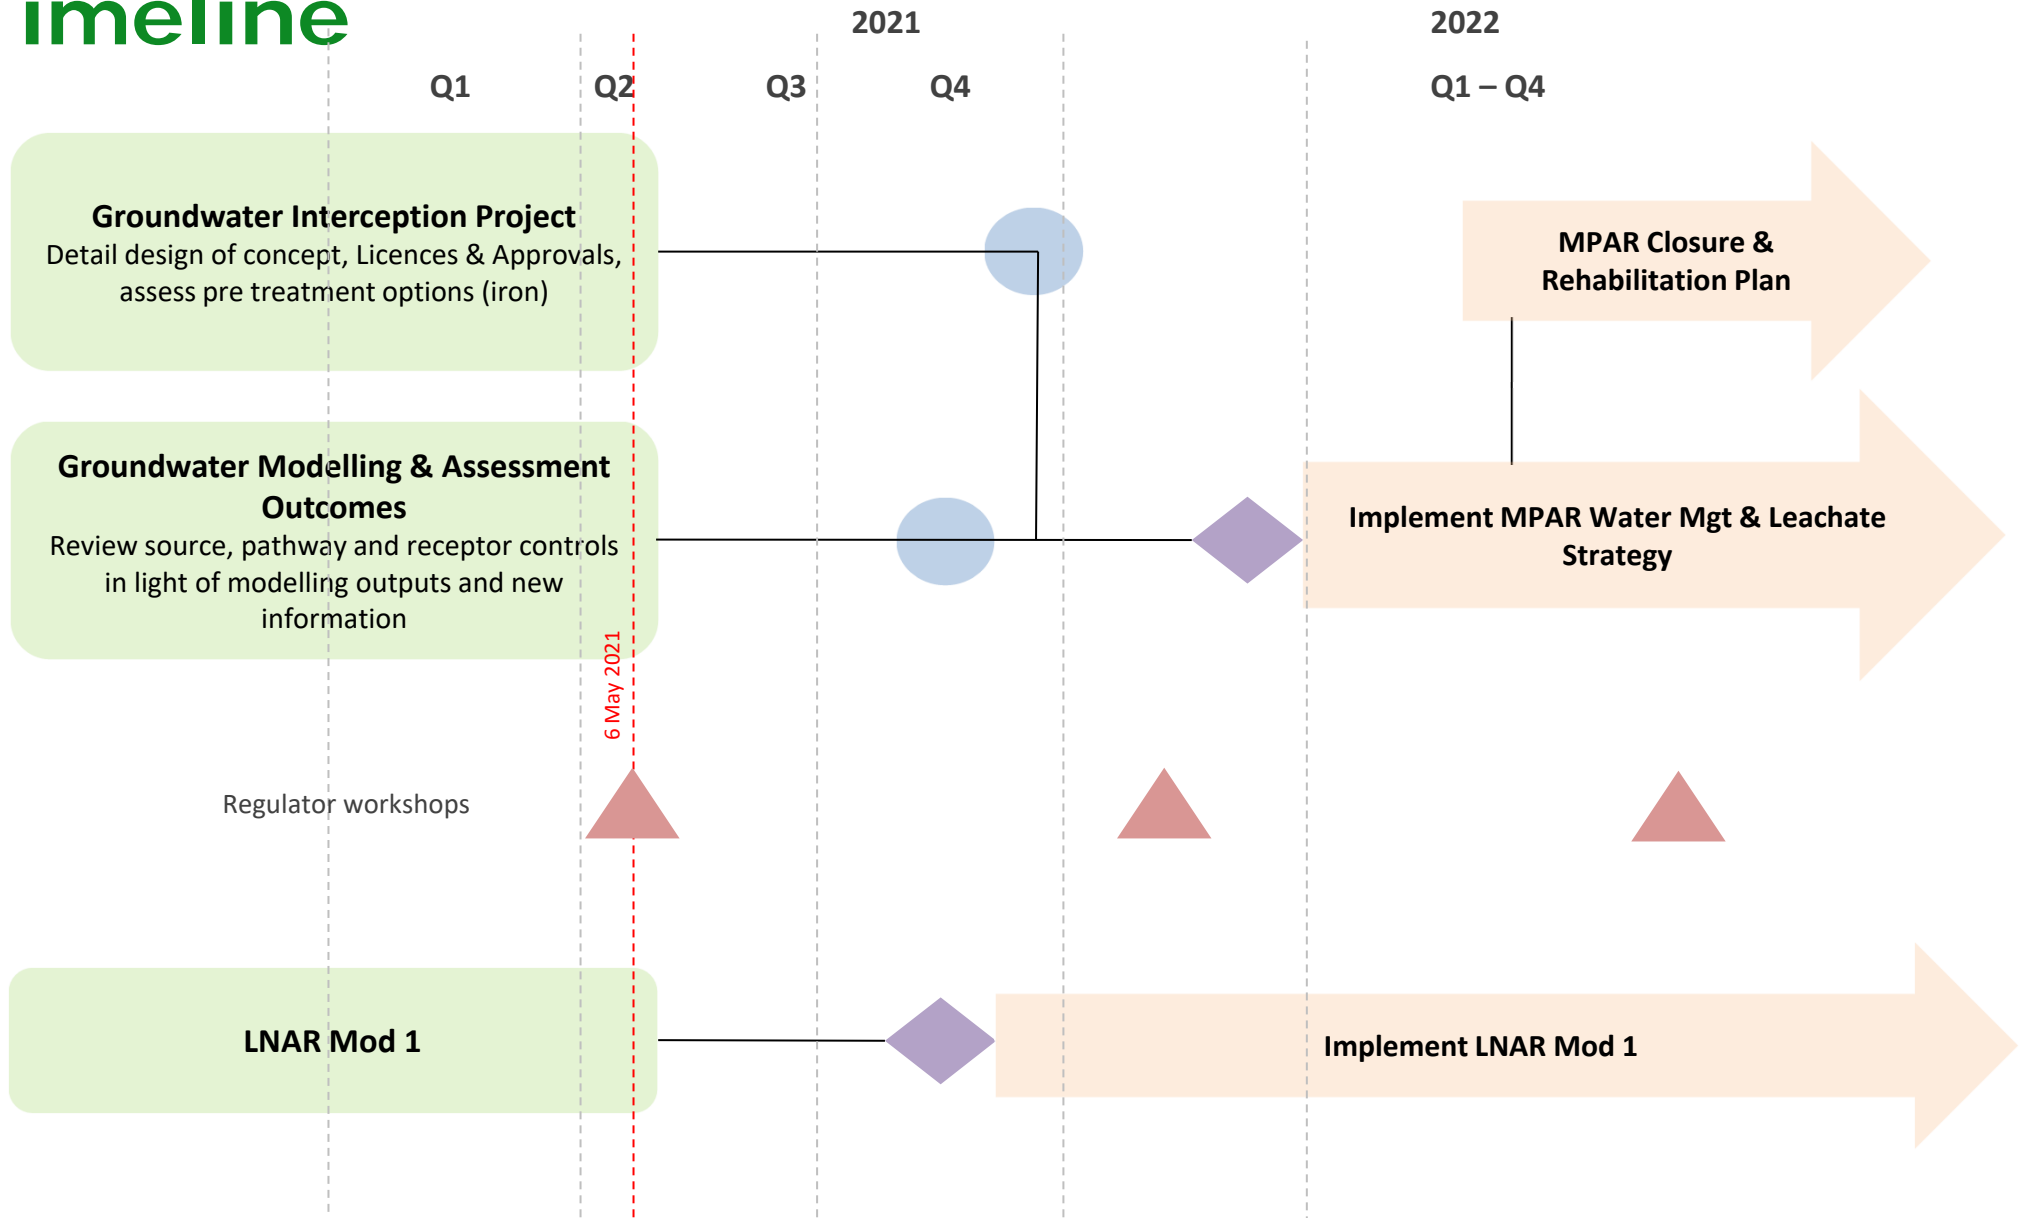 imeline
2021
2022
Q1
Q2
Q3
Q4
Q1 – Q4
Groundwater Interception Project
Detail design of concept, Licences & Approvals,
assess pre treatment options (iron)
MPAR Closure &
Rehabilitation Plan
Groundwater Modelling & Assessment
Outcomes
Review source, pathway and receptor controls
in light of modelling outputs and new
information
Implement MPAR Water Mgt & Leachate
Strategy
6 May 2021
Regulator workshops
LNAR Mod 1
Implement LNAR Mod 1